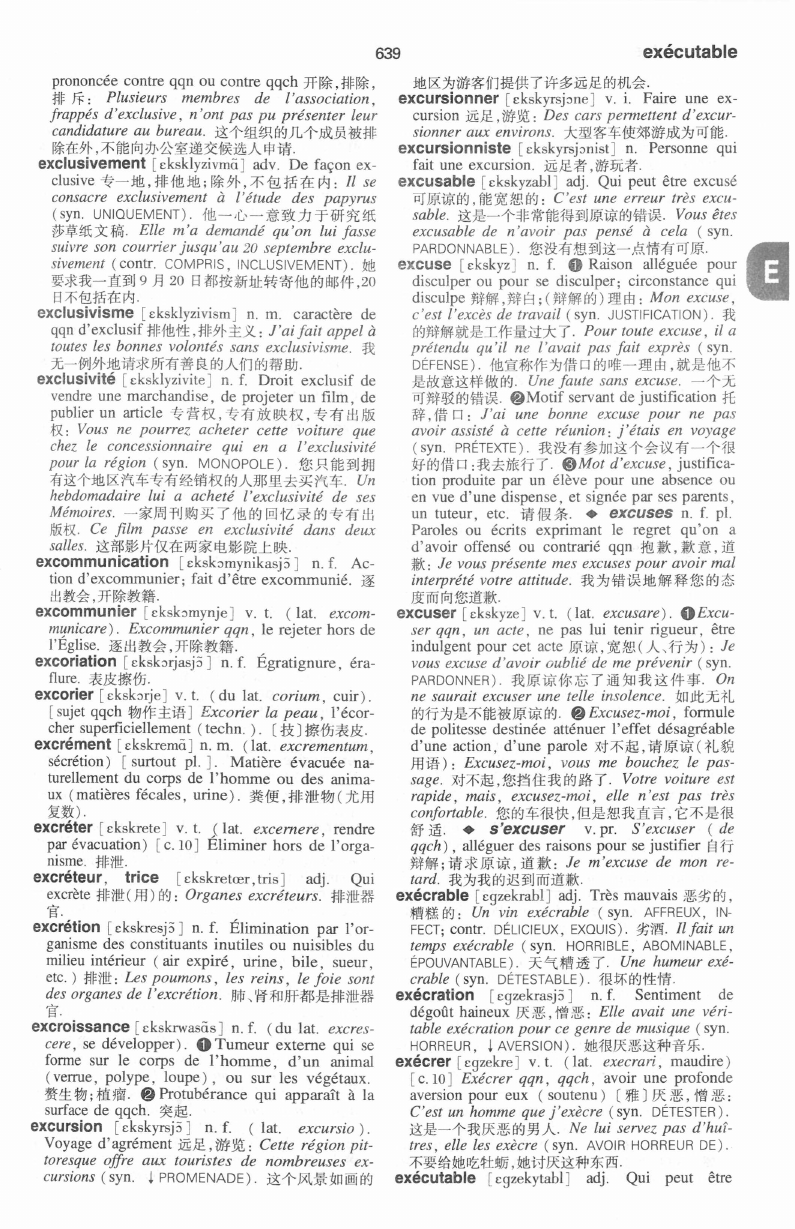 639
exécutable
prononcée contre qqn ou contre qqch 开除,排除,
排斥: Plusieurs membres de l'association,
frappés d'exclusive, n'ont pas pu présenter leur
candidature au bureau. 这个组织的几个成员被排
除在外,不能向办公室递交候选人申请.
exclusivement [ɛksklyzivmɑ̃] adv. De façon ex-
clusive 专一地,排他地;除外,不包括在内: Il se
consacre exclusivement à l'étude des papyrus
(syn. UNIQUEMENT). 他一心一意致力于研究纸
莎草纸文稿. Elle m'a demandé qu'on lui fasse
suivre son courrier jusqu'au 20 septembre exclu-
sivement (contr. COMPRIS, INCLUSIVEMENT). 她
要求我一直到9月20日都按新址转寄他的邮件,20
日不包括在内.
exclusivisme [ɛksklyzivism] n. m. caractère de
qqn d'exclusif 排他性,排外主义: J'ai fait appel à
toutes les bonnes volontés sans exclusivisme. 我
无一例外地请求所有善良的人们的帮助.
exclusivité [ɛksklyzivite] n. f. Droit exclusif de
vendre une marchandise, de projeter un film, de
publier un article 专营权,专有放映权,专有出版
权: Vous ne pourrez acheter cette voiture que
chez le concessionnaire qui en a l'exclusivité
pour la région (syn. MONOPOLE). 您只能到拥
有这个地区汽车专有经销权的人那里去买汽车. Un
hebdomadaire lui a acheté l'exclusivité de ses
Mémoires. 一家周刊购买了他的回忆录的专有出
版权. Ce film passe en exclusivité dans deux
salles. 这部影片仅在两家电影院上映.
excommunication [ɛkskɔmynikasjɔ̃] n. f. Ac-
tion d'excommunier; fait d'être excommunié. 逐
出教会,开除教籍.
excommunier [ɛkskɔmynje] v. t. (lat. excom-
municare). Excommunier qqn, le rejeter hors de
l'Église. 逐出教会,开除教籍.
excoriation [ɛkskɔrjasjɔ̃] n. f. Égratignure, éra-
flure. 表皮擦伤.
excorier [ɛkskɔrje] v. t. (du lat. corium, cuir).
[sujet qqch 物作主语] Excorier la peau, l'écor-
cher superficiellement (techn.). [技]擦伤表皮.
excrément [ɛkskremɑ̃] n. m. (lat. excrementum,
sécrétion) [surtout pl.]. Matière évacuée na-
turellement du corps de l'homme ou des anima-
ux (matières fécales, urine). 粪便,排泄物(尤用
复数).
excréter [ɛkskrete] v. t. (lat. excernere, rendre
par évacuation) [c. 10] Éliminer hors de l'orga-
nisme. 排泄.
excréteur, trice [ɛkskretœr,tris] adj. Qui
excrète 排泄(用)的: Organes excréteurs. 排泄器
官.
excrétion [ɛkskresjɔ̃] n. f. Élimination par l'or-
ganisme des constituants inutiles ou nuisibles du
milieu intérieur (air expiré, urine, bile, sueur,
etc.) 排泄: Les poumons, les reins, le foie sont
des organes de l'excrétion. 肺、肾和肝都是排泄器
官.
excroissance [ɛkskrwasɑ̃s] n. f. (du lat. excres-
cere, se développer). ❶Tumeur externe qui se
forme sur le corps de l'homme, d'un animal
(verrue, polype, loupe), ou sur les végétaux.
赘生物;植瘤. ❷Protubérance qui apparaît à la
surface de qqch. 突起.
excursion [ɛkskyrsjɔ̃] n. f. (lat. excursio).
Voyage d'agrément 远足,游览: Cette région pit-
toresque offre aux touristes de nombreuses ex-
cursions (syn. ↓PROMENADE). 这个风景如画的
地区为游客们提供了许多远足的机会.
excursionner [ɛkskyrsjɔne] v. i. Faire une ex-
cursion 远足,游览: Des cars permettent d'excur-
sionner aux environs. 大型客车使郊游成为可能.
excursionniste [ɛkskyrsjɔnist] n. Personne qui
fait une excursion. 远足者,游玩者.
excusable [ɛkskyzabl] adj. Qui peut être excusé
可原谅的,能宽恕的: C'est une erreur très excu-
sable. 这是一个非常能得到原谅的错误. Vous êtes
excusable de n'avoir pas pensé à cela (syn.
PARDONNABLE). 您没有想到这一点情有可原.
excuse [ɛkskyz] n. f. ❶ Raison alléguée pour
disculper ou pour se disculper; circonstance qui
disculpe 辩解,辩白;(辩解的)理由: Mon excuse,
c'est l'excès de travail (syn. JUSTIFICATION). 我
的辩解就是工作量过大了. Pour toute excuse, il a
prétendu qu'il ne l'avait pas fait exprès (syn.
DÉFENSE). 他宣称作为借口的唯一理由,就是他不
是故意这样做的. Une faute sans excuse. 一个无
可辩驳的错误. ❷Motif servant de justification 托
辞,借口: J'ai une bonne excuse pour ne pas
avoir assisté à cette réunion: j'étais en voyage
(syn. PRÉTEXTE). 我没有参加这个会议有一个很
好的借口:我去旅行了. ❸Mot d'excuse, justifica-
tion produite par un élève pour une absence ou
en vue d'une dispense, et signée par ses parents,
un tuteur, etc. 请假条. ◆ excuses n. f. pl.
Paroles ou écrits exprimant le regret qu'on a
d'avoir offensé ou contrarié qqn 抱歉,歉意,道
歉: Je vous présente mes excuses pour avoir mal
interprété votre attitude. 我为错误地解释您的态
度而向您道歉.
excuser [ɛkskyze] v. t. (lat. excusare). ❶Excu-
ser qqn, un acte, ne pas lui tenir rigueur, être
indulgent pour cet acte 原谅,宽恕(人、行为): Je
vous excuse d'avoir oublié de me prévenir (syn.
PARDONNER). 我原谅你忘了通知我这件事. On
ne saurait excuser une telle insolence. 如此无礼
的行为是不能被原谅的. ❷Excusez-moi, formule
de politesse destinée atténuer l'effet désagréable
d'une action, d'une parole 对不起,请原谅(礼貌
用语): Excusez-moi, vous me bouchez le pas-
sage. 对不起,您挡住我的路了. Votre voiture est
rapide, mais, excusez-moi, elle n'est pas très
confortable. 您的车很快,但是恕我直言,它不是很
舒适. ◆ s'excuser v. pr. S'excuser (de
qqch), alléguer des raisons pour se justifier 自行
辩解;请求原谅,道歉: Je m'excuse de mon re-
tard. 我为我的迟到而道歉.
exécrable [ɛgzekrabl] adj. Très mauvais 恶劣的,
糟糕的: Un vin exécrable (syn. AFFREUX, IN-
FECT; contr. DÉLICIEUX, EXQUIS). 劣酒. Il fait un
temps exécrable (syn. HORRIBLE, ABOMINABLE,
ÉPOUVANTABLE). 天气糟透了. Une humeur exé-
crable (syn. DÉTESTABLE). 很坏的性情.
exécration [ɛgzekrasjɔ̃] n. f. Sentiment de
dégoût haineux 厌恶,憎恶: Elle avait une véri-
table exécration pour ce genre de musique (syn.
HORREUR, ↓AVERSION). 她很厌恶这种音乐.
exécrer [ɛgzekre] v. t. (lat. execrari, maudire)
[c. 10] Exécrer qqn, qqch, avoir une profonde
aversion pour eux (soutenu) [雅]厌恶,憎恶:
C'est un homme que j'exècre (syn. DÉTESTER).
这是一个我厌恶的男人. Ne lui servez pas d'huî-
tres, elle les exècre (syn. AVOIR HORREUR DE).
不要给她吃牡蛎,她讨厌这种东西.
exécutable [ɛgzekytabl] adj. Qui peut être
E